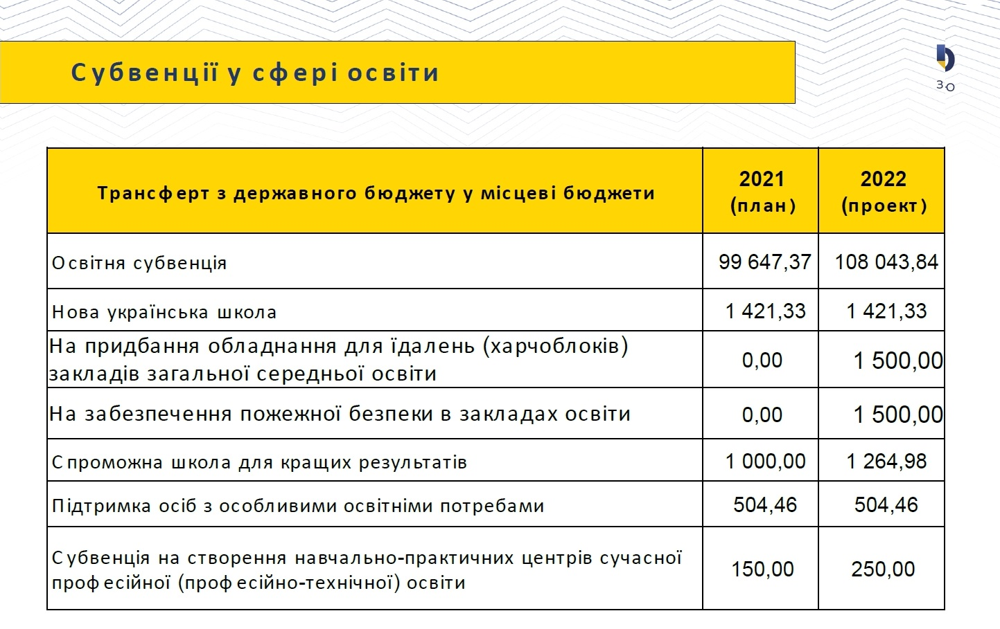 Субвенції у сфері освіти
З О
Трансферт з державного бюджету у місцеві бюджети
2021
(план)
2022
(проект)
Освітня субвенція
99 647,37
108 043,84
Нова українська школа
1 421,33
1 421,33
На придбання обладнання для їдалень (харчоблоків)
закладів загальної середньої освіти
0,00
1 500,00
На забезпечення пожежної безпеки в закладах освіти
0,00
1 500,00
Спроможна школа для кращих результатів
1 000,00
1 264,98
Підтримка осіб з особливими освітніми потребами
504,46
504,46
Субвенція на створення навчально-практичних центрів сучасної
професійної (професійно-технічної) освіти
150,00
250,00